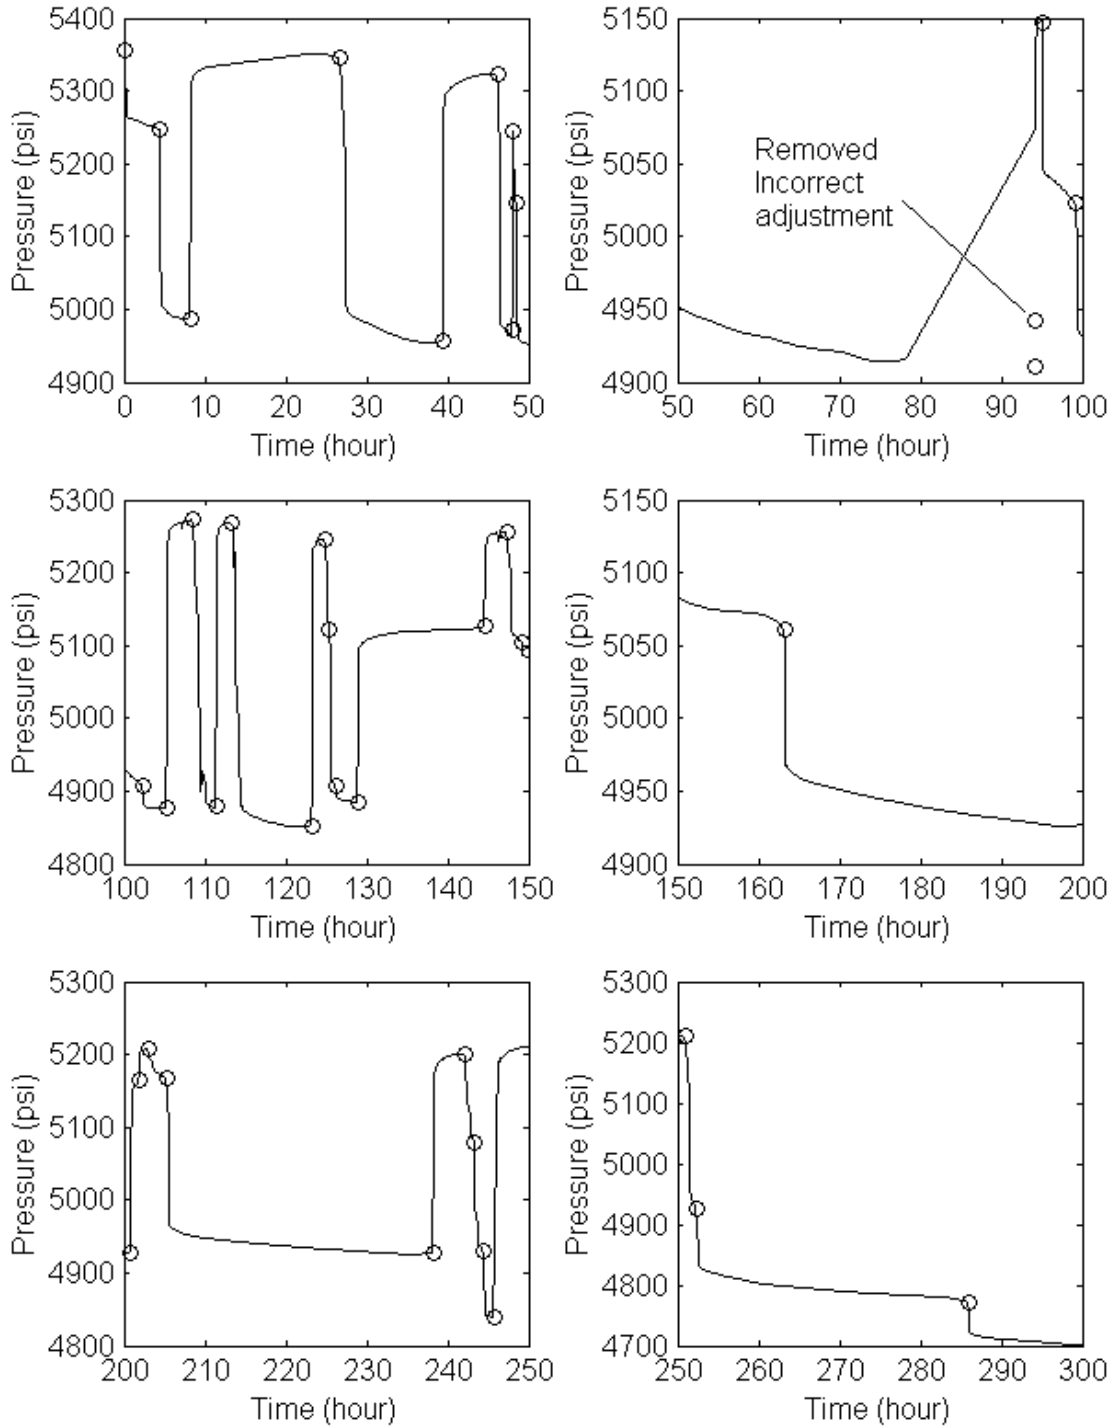 5400
5300
5200
5100
5000
4900
Pressure (psi)
0 10 20 30 40 50
Time (hour)
5150
5100
5050
5000
4950
4900
Pressure (psi)
Removed
Incorrect
adjustment
50 60 70 80 90 100
Time (hour)
5300
5200
5100
5000
4900
4800
Pressure (psi)
100 110 120 130 140 150
Time (hour)
5150
5100
5050
5000
4950
4900
Pressure (psi)
150 160 170 180 190 200
Time (hour)
5300
5200
5100
5000
4900
4800
Pressure (psi)
200 210 220 230 240 250
Time (hour)
5300
5200
5100
5000
4900
4800
4700
Pressure (psi)
250 260 270 280 290 300
Time (hour)